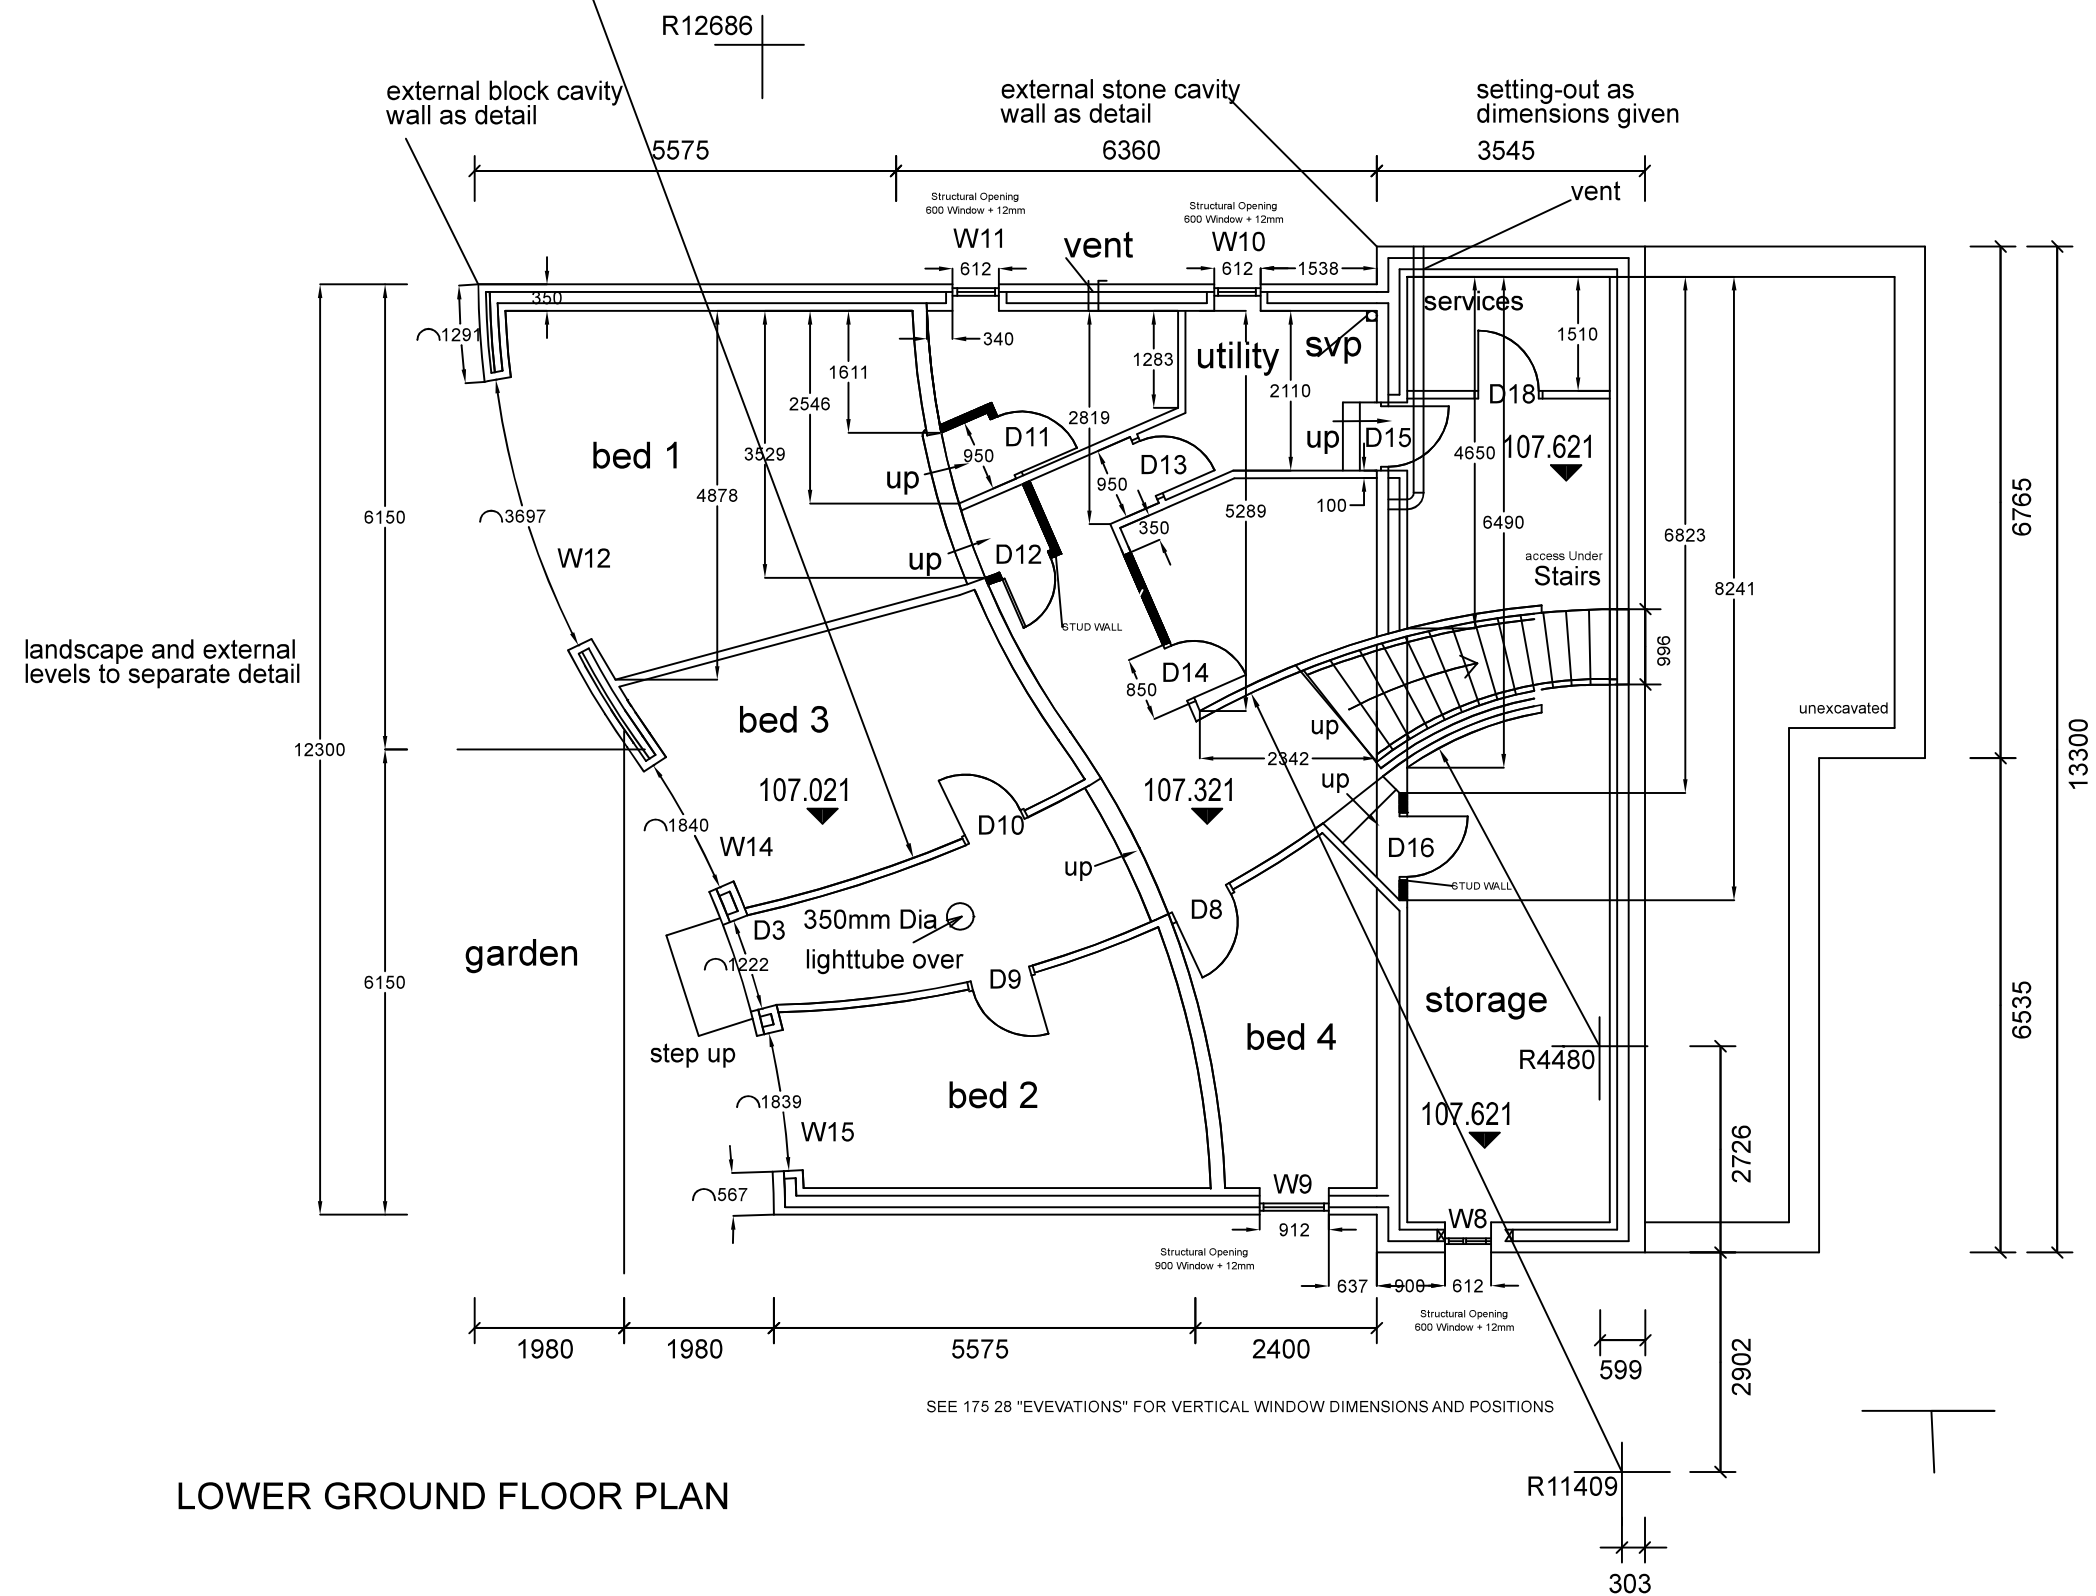 R12686
external block cavity
wall as detail
external stone cavity
wall as detail
setting-out as
dimensions given
5575
6360
3545
vent
Structural Opening
600 Window + 12mm
Structural Opening
600 Window + 12mm
W11
vent
W10
612
612
1538
350
services
1291
340
1283
utility
svp
1510
1611
2110
2546
2819
D18
bed 1
3529
D11
950
up
D13
up
D15
4650
107.621
4878
up
950
350
5289
100
6490
6150
3697
6765
6823
W12
up
D12
access Under
Stairs
8241
STUD WALL
landscape and external
levels to separate detail
996
850
D14
bed 3
up
unexcavated
12300
2342
13300
107.021
107.321
up
1840
W14
D10
up
D16
STUD WALL
D3
350mm Dia
lighttube over
D8
garden
1222
D9
6150
storage
6535
step up
bed 4
R4480
bed 2
1839
W15
107.621
2726
567
W9
W8
912
Structural Opening
900 Window + 12mm
637
900
612
Structural Opening
600 Window + 12mm
1980
1980
5575
2400
599
2902
SEE 175 28 "EVEVATIONS" FOR VERTICAL WINDOW DIMENSIONS AND POSITIONS
LOWER GROUND FLOOR PLAN
R11409
303